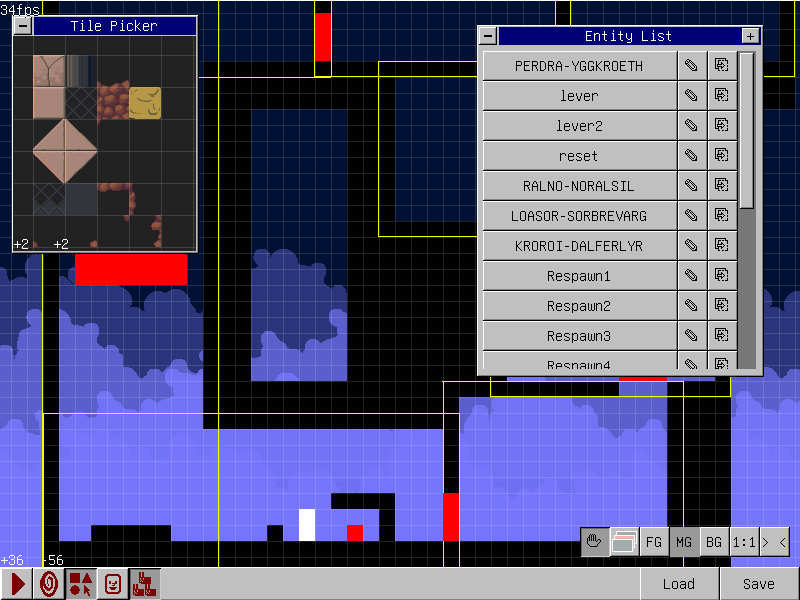 34fps
Tile Picker
+2
+2
Entity List
+
PERDRA-YGGKROETH
lever
lever2
reset
RALNO-NORALSIL
LOASOR-SORBREVARG
KROROI-DALFERLYR
Respawn1
Respawn2
Respawn3
Respawn4
FG
MG
BG
1:1
> <
+36
-56
Load
Save